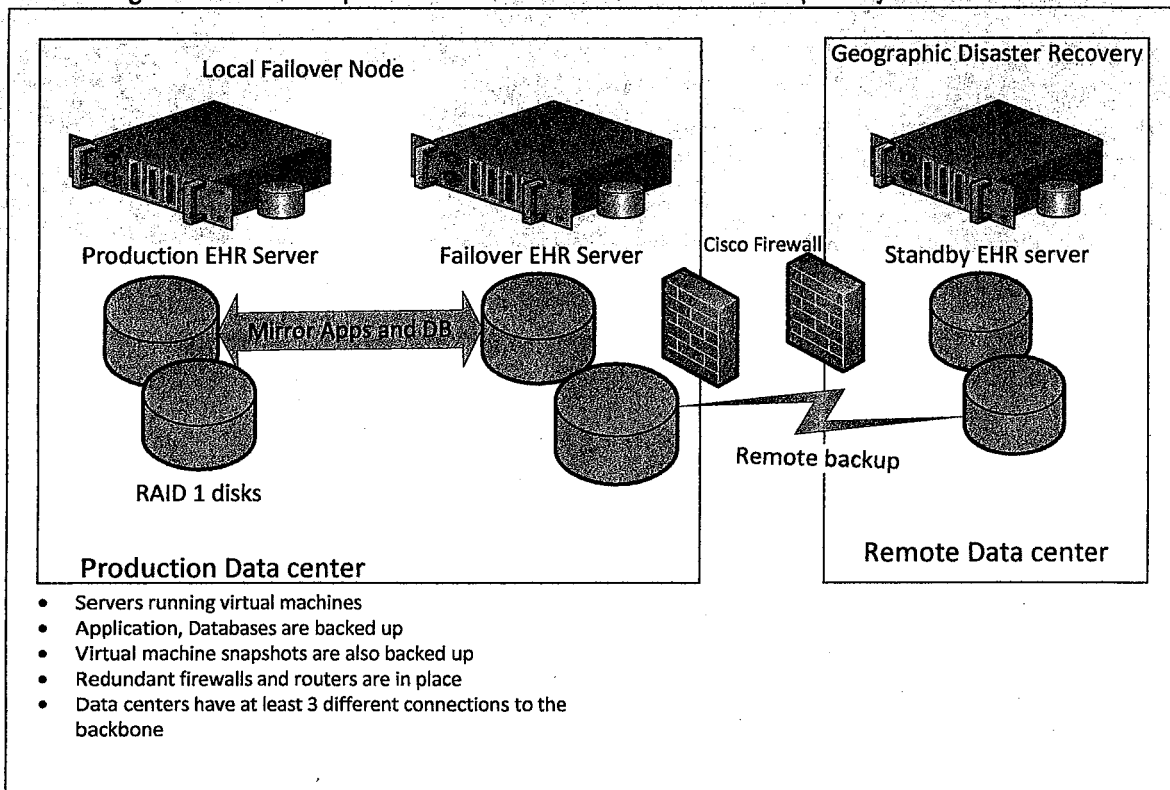 Local Failover Node
Geographic Disaster Recovery
Production EHR Server
Failover EHR Server
Cisco Firewall
Standby EHR server
Mirror Apps and DB
Remote backup
RAID 1 disks
Production Data center
Remote Data center
• Servers running virtual machines
• Application, Databases are backed up
• Virtual machine snapshots are also backed up
• Redundant firewalls and routers are in place
• Data centers have at least 3 different connections to the
backbone